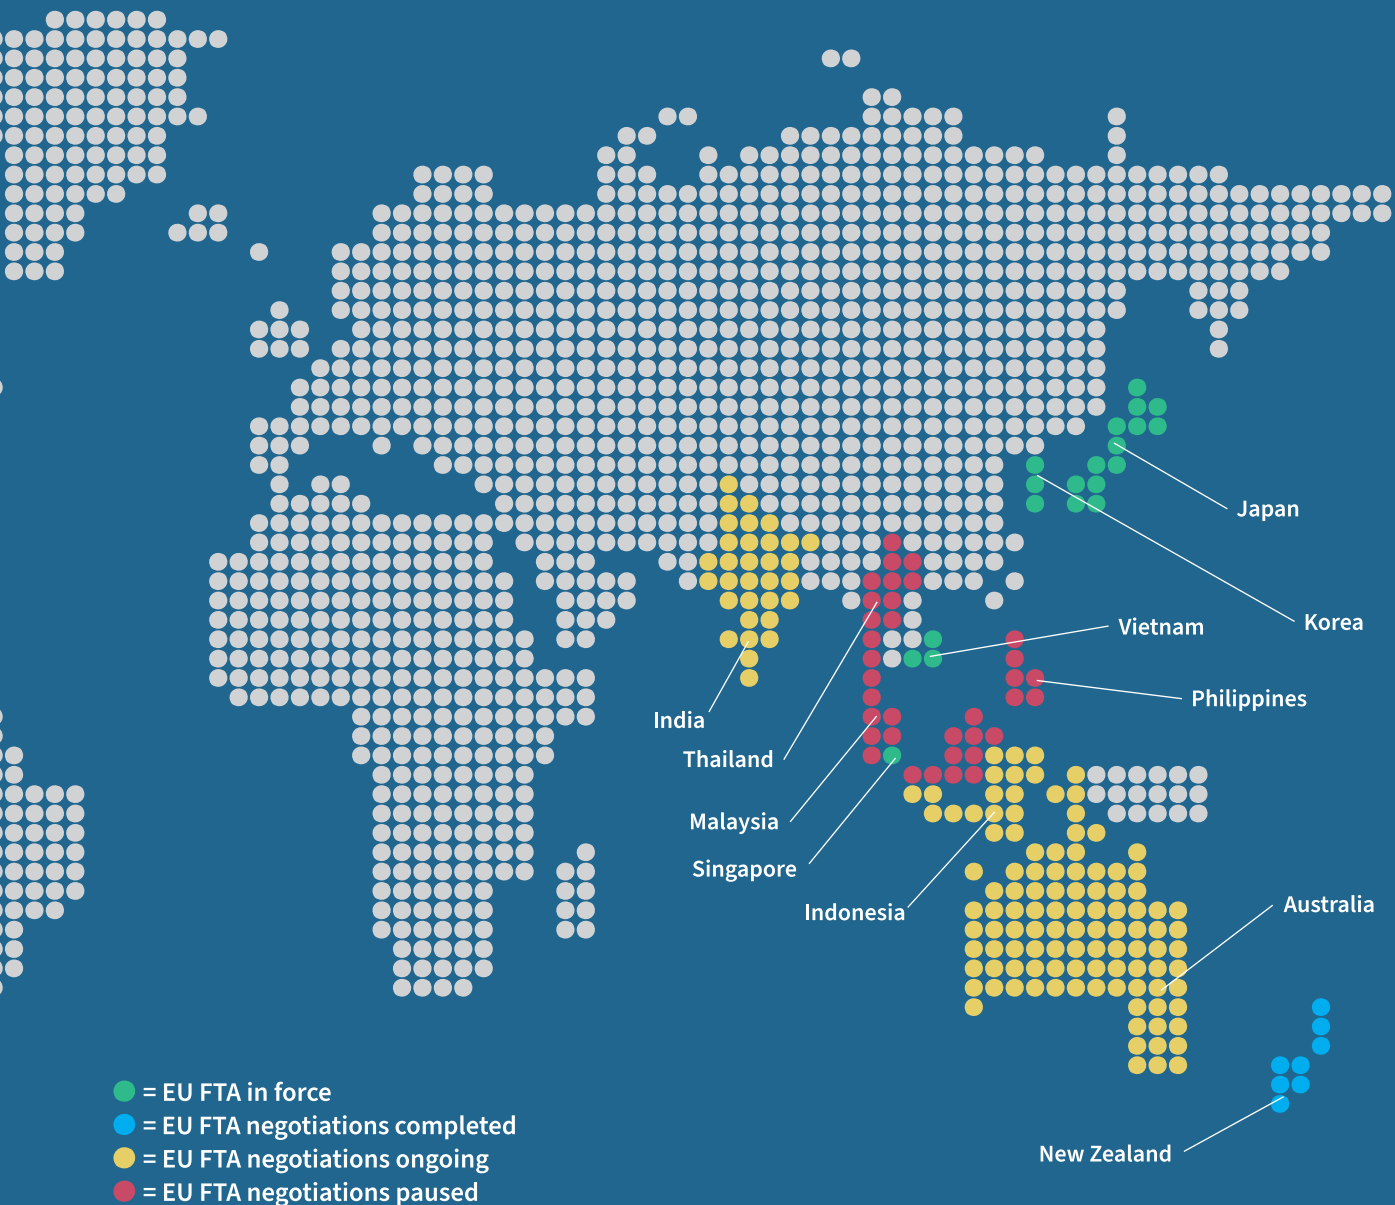 Japan
Korea
Vietnam
Philippines
India
Thailand
Malaysia
Singapore
Indonesia
Australia
New Zealand
= EU FTA in force
= EU FTA negotiations completed
= EU FTA negotiations ongoing
= EU FTA negotiations paused